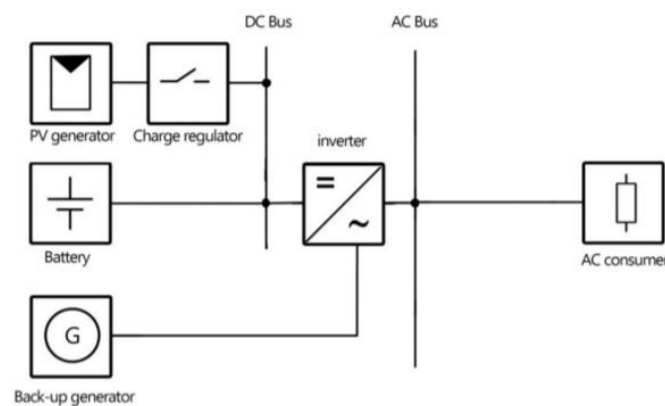 DC Bus
AC Bus
PV generator
Charge regulator
inverter
=
~
Battery
AC consumer
G
Back-up generator